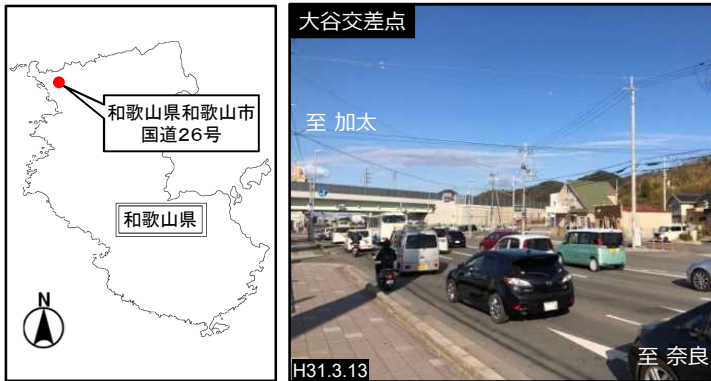 和歌山県和歌山市
国道26号
和歌山県
N
大谷交差点
至 加太
至 奈良
H31.3.13